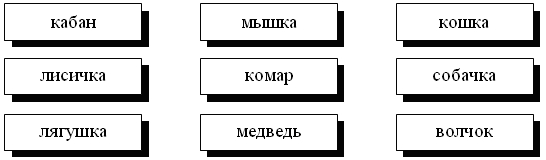 кабан мышка кошка
лисичка комар собачка
лягушка медведь волчок